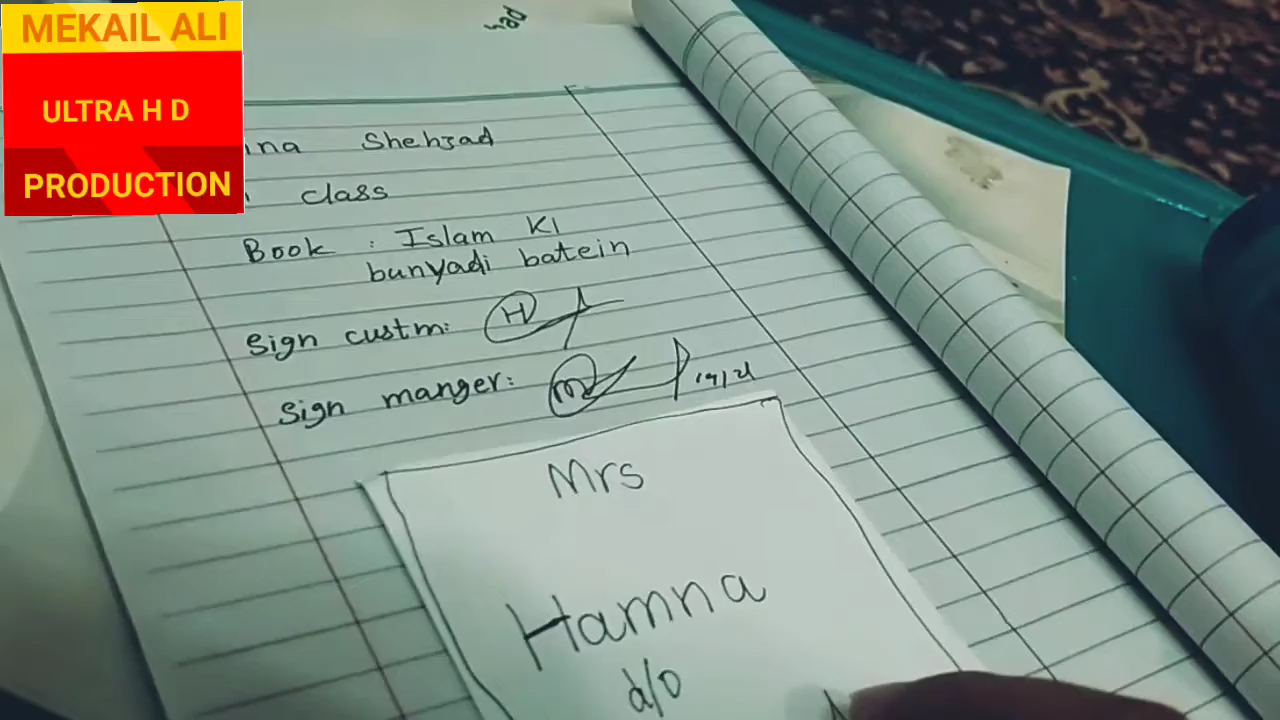 MEKAIL ALI
ULTRA H D
PRODUCTION
Shehzad
class
Book : Islam KI
bunyadi batein
Sign custm:
Sign manger:
Mrs
Hamna
d/o